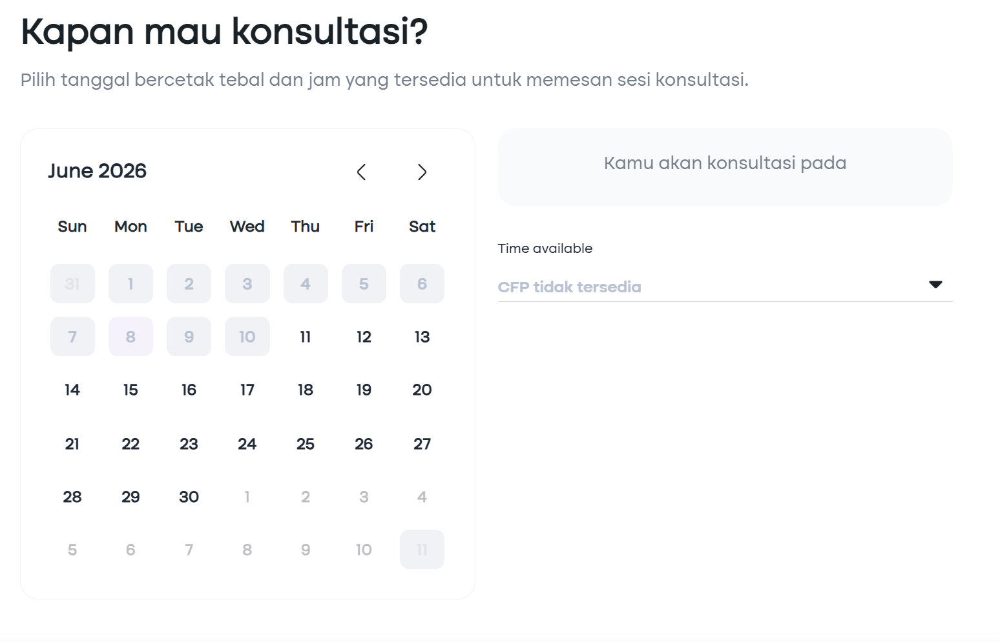 Kapan mau konsultasi?
Pilih tanggal bercetak tebal dan jam yang tersedia untuk memesan sesi konsultasi.
June 2026
Sun Mon Tue Wed Thu Fri Sat
31 1 2 3 4 5 6
7 8 9 10 11 12 13
14 15 16 17 18 19 20
21 22 23 24 25 26 27
28 29 30 1 2 3 4
5 6 7 8 9 10 11
Kamu akan konsultasi pada
Time available
CFP tidak tersedia